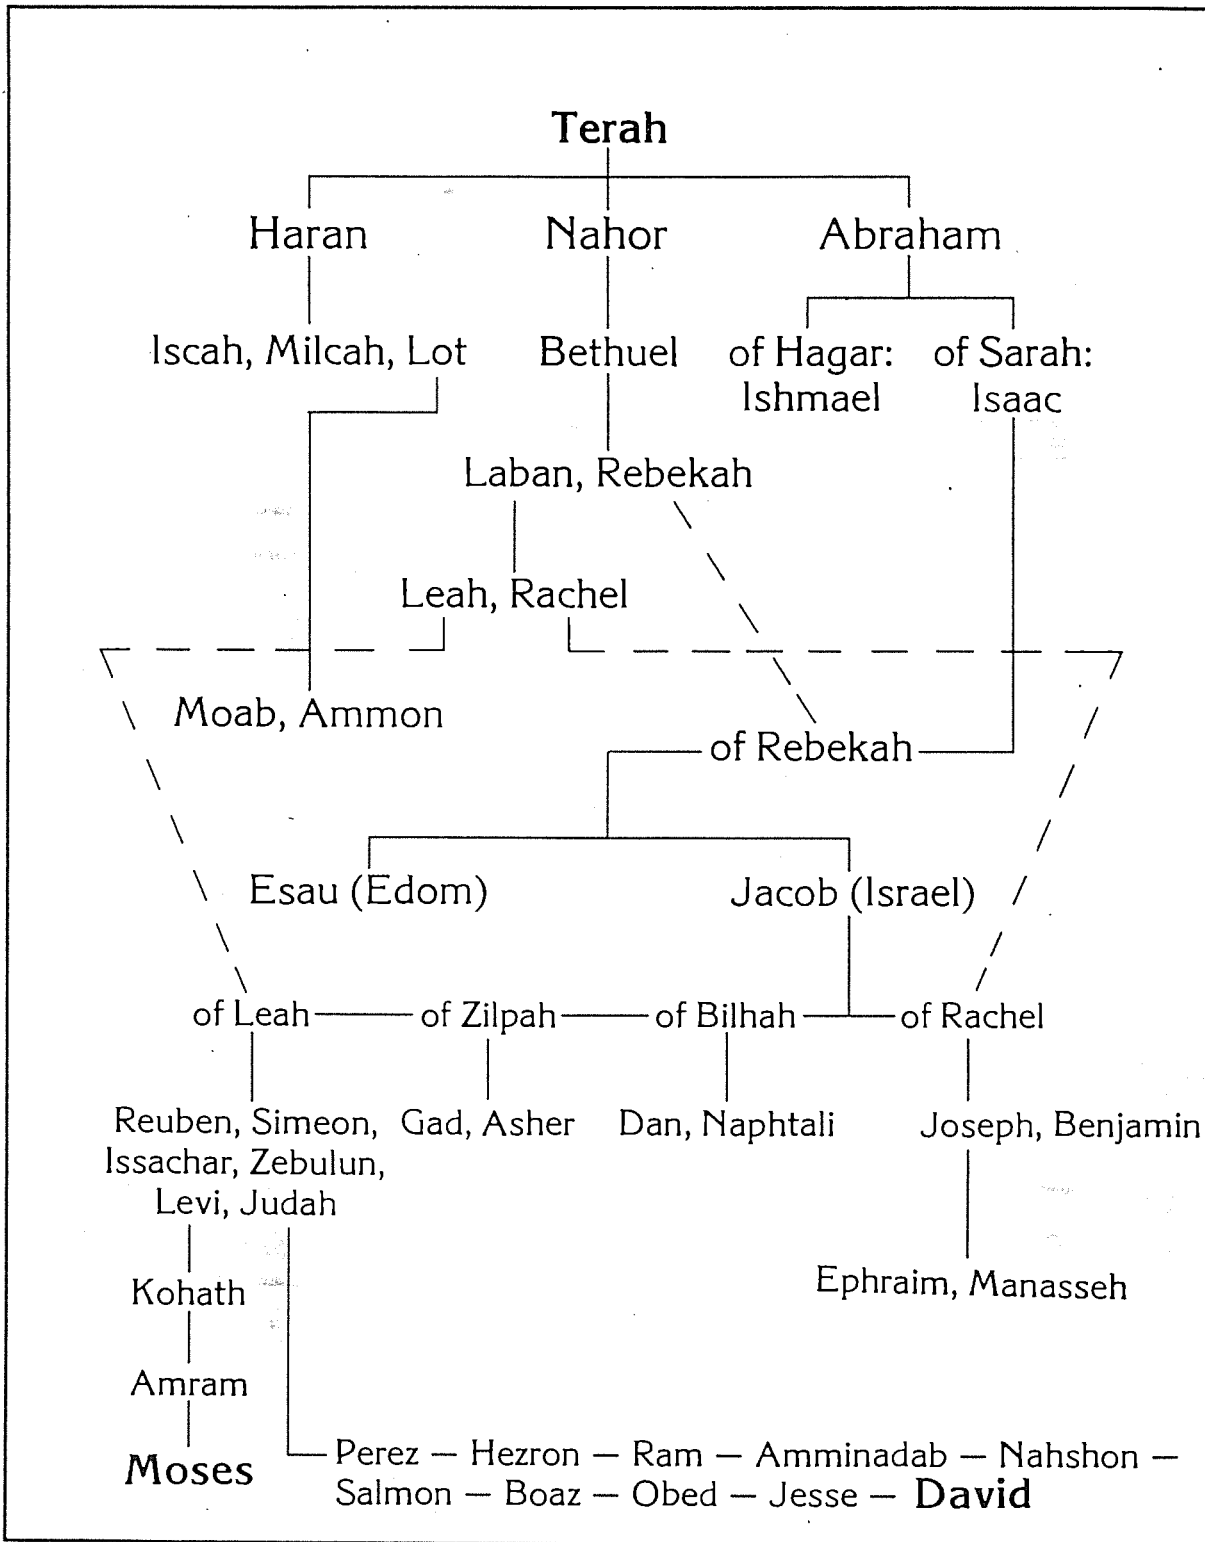 Terah
Haran Nahor Abraham
Iscah, Milcah, Lot Bethuel of Hagar: of Sarah:
Ishmael Isaac
Laban, Rebekah
Leah, Rachel
Moab, Ammon
of Rebekah
Esau (Edom) Jacob (Israel)
of Leah of Zilpah of Bilhah of Rachel
Reuben, Simeon, Gad, Asher Dan, Naphtali Joseph, Benjamin
Issachar, Zebulun,
Levi, Judah
Kohath Ephraim, Manasseh
Amram
Perez — Hezron — Ram — Amminadab — Nahshon —
Moses
Salmon — Boaz — Obed — Jesse — David